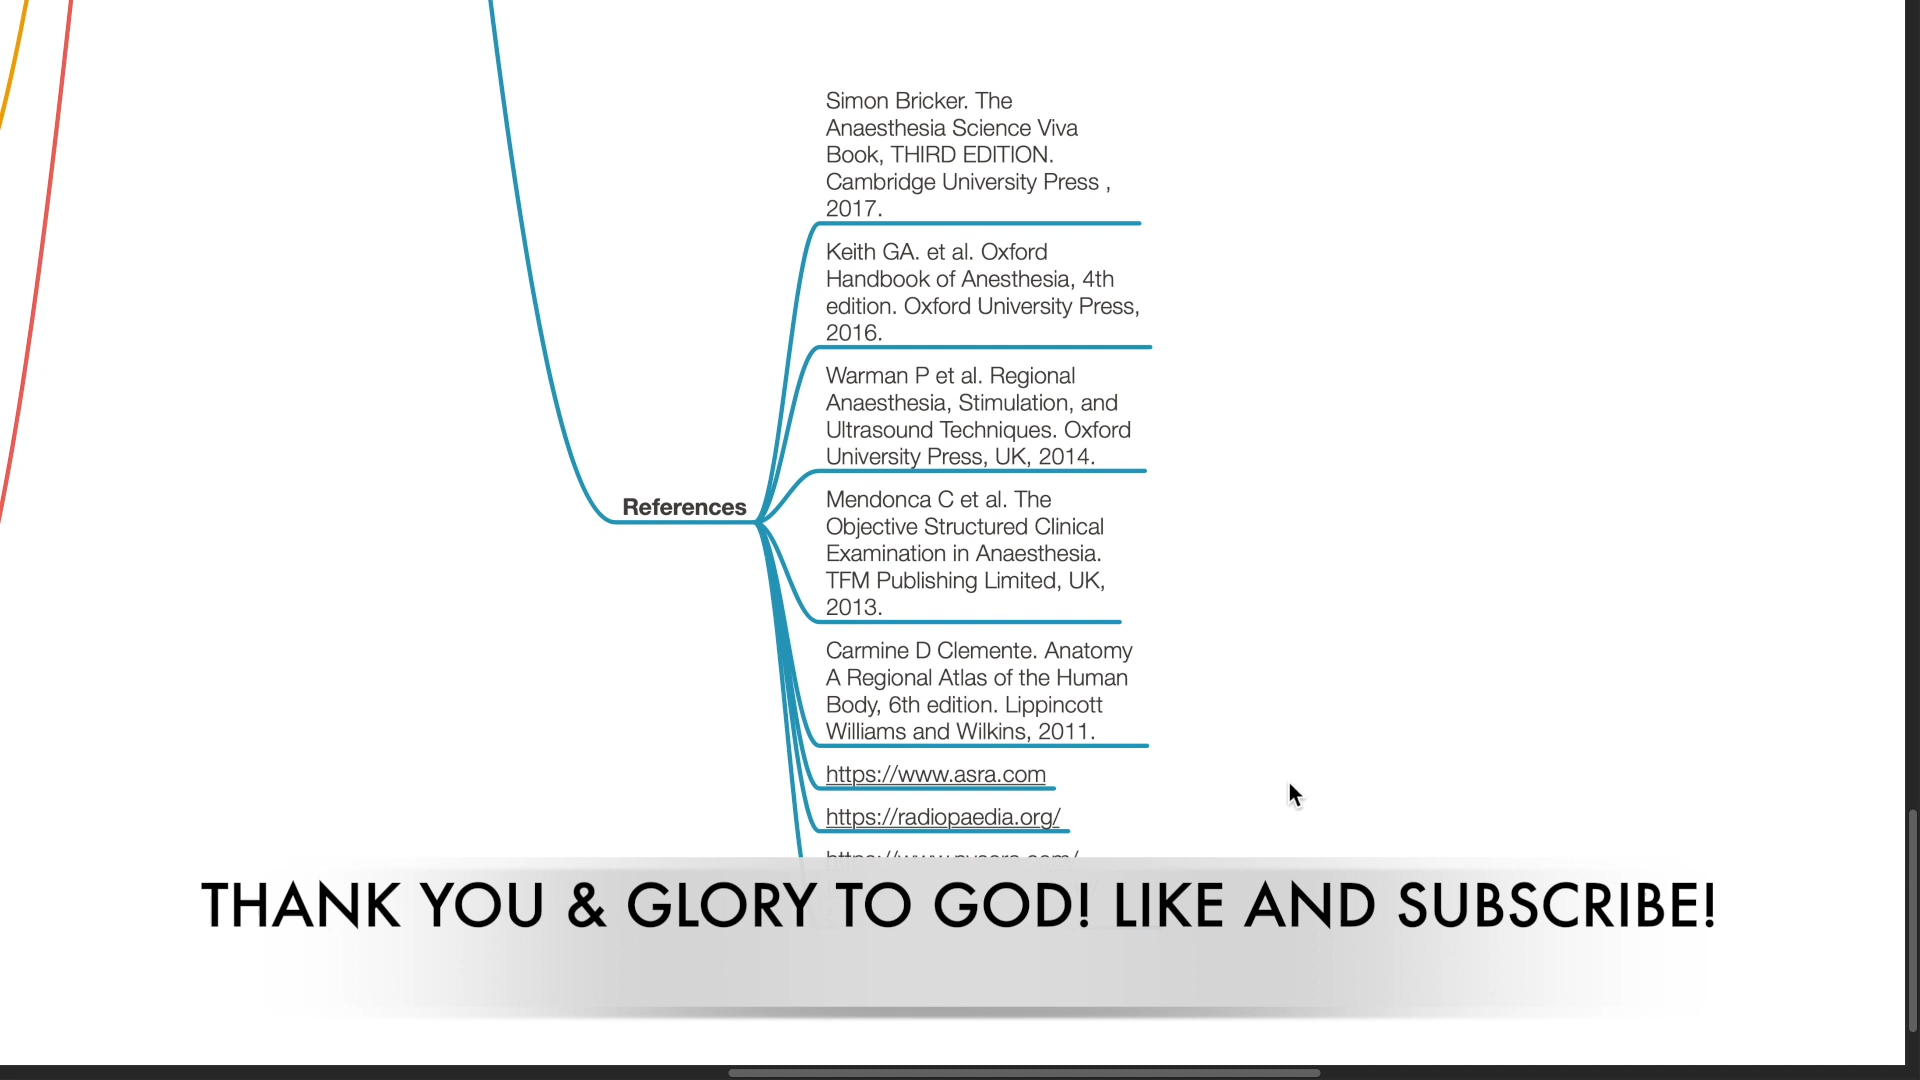 Simon Bricker. The
Anaesthesia Science Viva
Book, THIRD EDITION.
Cambridge University Press ,
2017.
Keith GA. et al. Oxford
Handbook of Anesthesia, 4th
edition. Oxford University Press,
2016.
Warman P et al. Regional
Anaesthesia, Stimulation, and
Ultrasound Techniques. Oxford
University Press, UK, 2014.
References
Mendonca C et al. The
Objective Structured Clinical
Examination in Anaesthesia.
TFM Publishing Limited, UK,
2013.
Carmine D Clemente. Anatomy
A Regional Atlas of the Human
Body, 6th edition. Lippincott
Williams and Wilkins, 2011.
https://www.asra.com
https://radiopaedia.org/
THANK YOU & GLORY TO GOD! LIKE AND SUBSCRIBE!